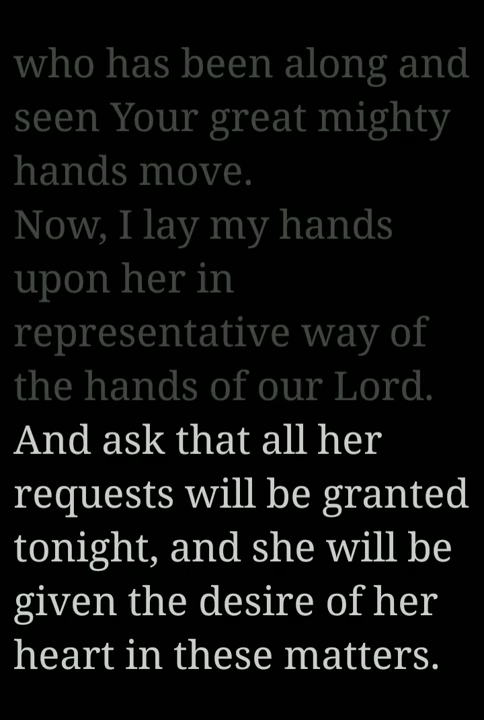 who has been along and
seen Your great mighty
hands move.
Now, I lay my hands
upon her in
representative way of
the hands of our Lord.
And ask that all her
requests will be granted
tonight, and she will be
given the desire of her
heart in these matters.